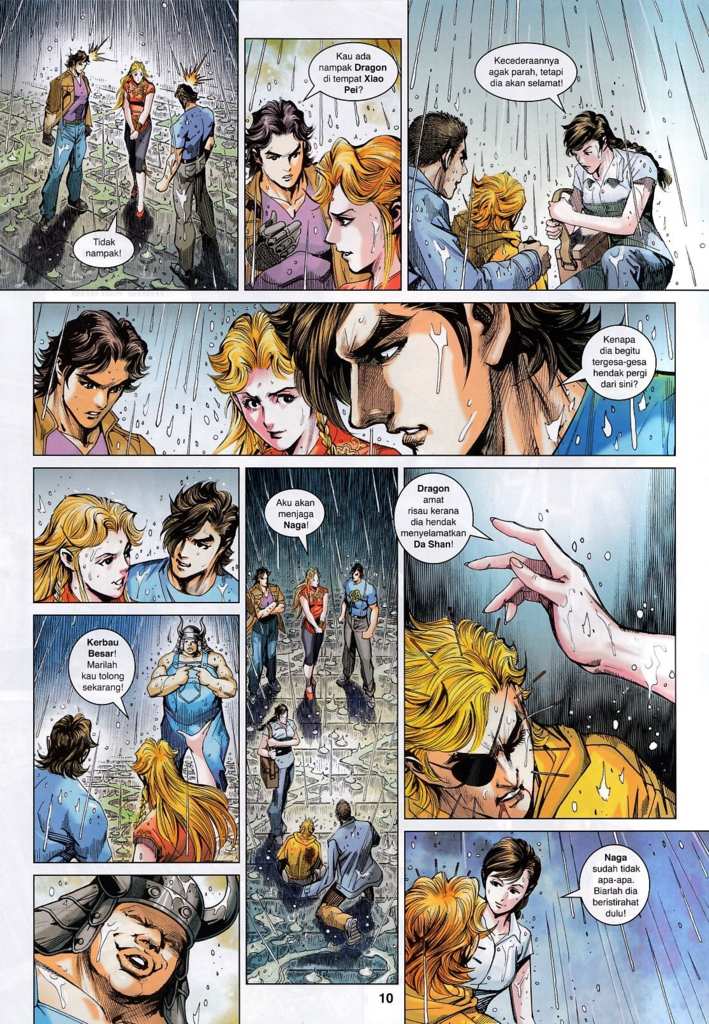 Tidak
nampak!
Kau ada
nampak Dragon
di tempat Xiao
Pei?
Kecederaannya
agak parah, tetapi
dia akan selamat!
Kenapa
dia begitu
tergesa-gesa
hendak pergi
dari sini?
Kerbau
Besar!
Marilah
kau tolong
sekarang!
Aku akan
menjaga
Naga!
Dragon
amat
risau kerana
dia hendak
menyelamatkan
Da Shan!
Naga
sudah tidak
apa-apa.
Biarlah dia
beristirahat
dulu!
10